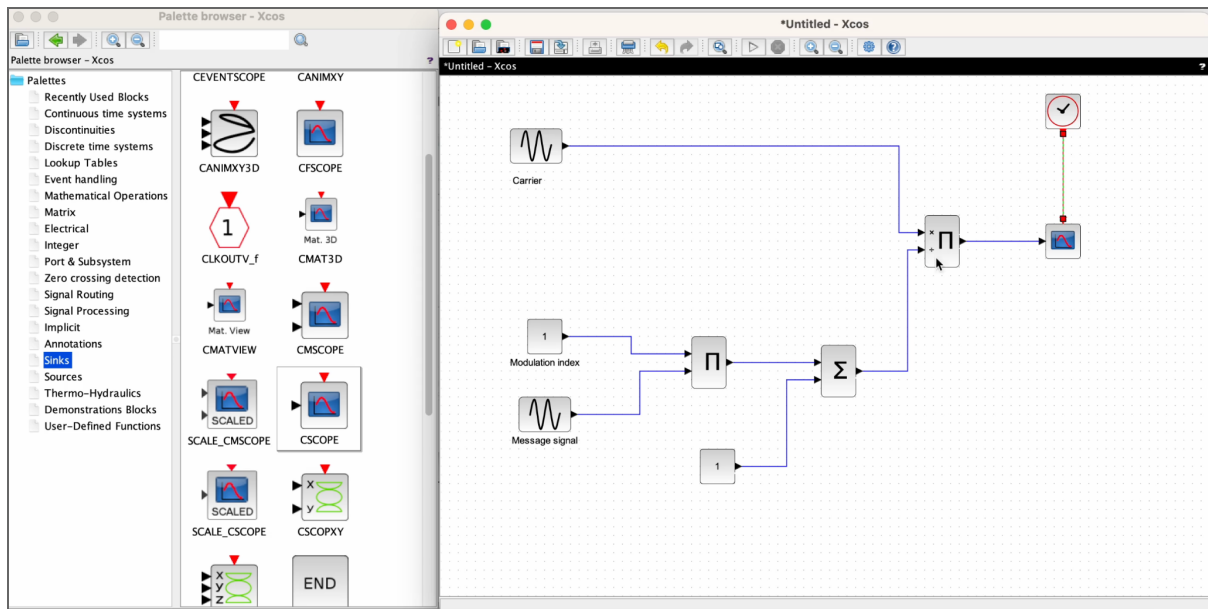 Palette browser - Xcos
Palette browser - Xcos
?
Palettes
Recently Used Blocks
Continuous time systems
Discontinuities
Discrete time systems
Lookup Tables
Event handling
Mathematical Operations
Matrix
Electrical
Integer
Port & Subsystem
Zero crossing detection
Signal Routing
Signal Processing
Implicit
Annotations
Sinks
Sources
Thermo-Hydraulics
Demonstrations Blocks
User-Defined Functions
CEVENTSCOPE CANIMXY
CANIMXY3D CFSCOPE
1
Mat. 3D
CLKOUTV_f CMAT3D
Mat. View
CMATVIEW CMSCOPE
SCALED
SCALE_CMSCOPE CSCOPE
X
Y
SCALED
SCALE_CSCOPE CSCOPXY
X
Y
Z
END
*Untitled - Xcos
*Untitled - Xcos
?
Carrier
×
÷
Π
1
Modulation index
Π
Σ
Message signal
1